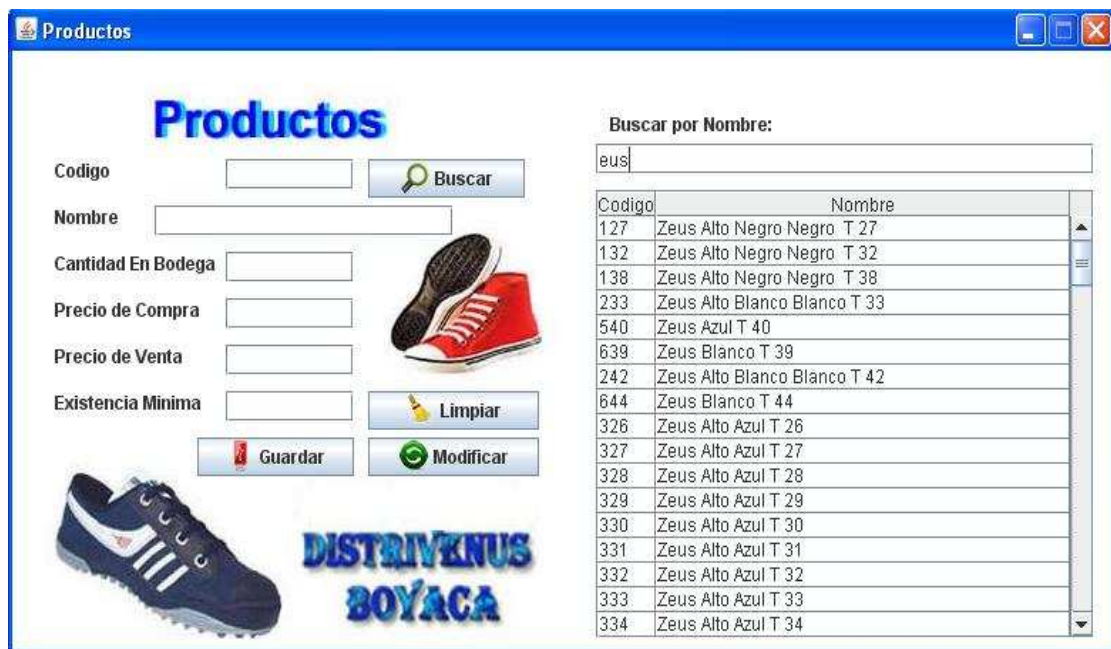 Productos
Productos
Codigo
Buscar
Nombre
Cantidad En Bodega
Precio de Compra
Precio de Venta
Existencia Minima
Limpiar
Guardar
Modificar
DISTRIVENUS
BOYACA
Buscar por Nombre:
eus
Codigo Nombre
127 Zeus Alto Negro Negro T 27
132 Zeus Alto Negro Negro T 32
138 Zeus Alto Negro Negro T 38
233 Zeus Alto Blanco Blanco T 33
540 Zeus Azul T 40
639 Zeus Blanco T 39
242 Zeus Alto Blanco Blanco T 42
644 Zeus Blanco T 44
326 Zeus Alto Azul T 26
327 Zeus Alto Azul T 27
328 Zeus Alto Azul T 28
329 Zeus Alto Azul T 29
330 Zeus Alto Azul T 30
331 Zeus Alto Azul T 31
332 Zeus Alto Azul T 32
333 Zeus Alto Azul T 33
334 Zeus Alto Azul T 34